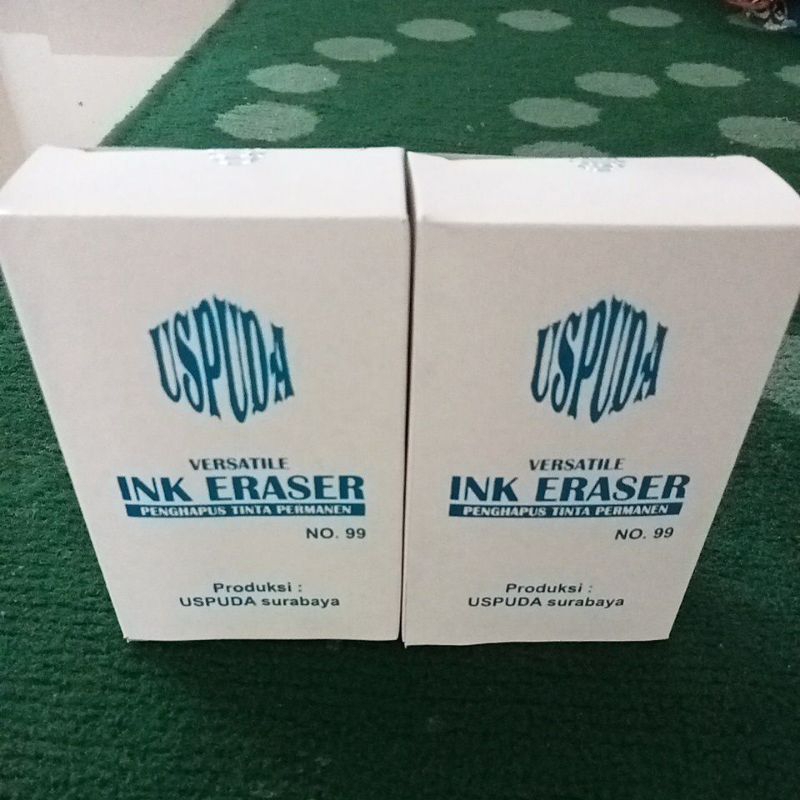 USPUDA
VERSATILE
INK ERASER
PENGHAPUS TINTA PERMANEN
NO. 99
Produksi :
USPUDA surabaya
USPUDA
VERSATILE
INK ERASER
PENGHAPUS TINTA PERMANEN
NO. 99
Produksi :
USPUDA surabaya